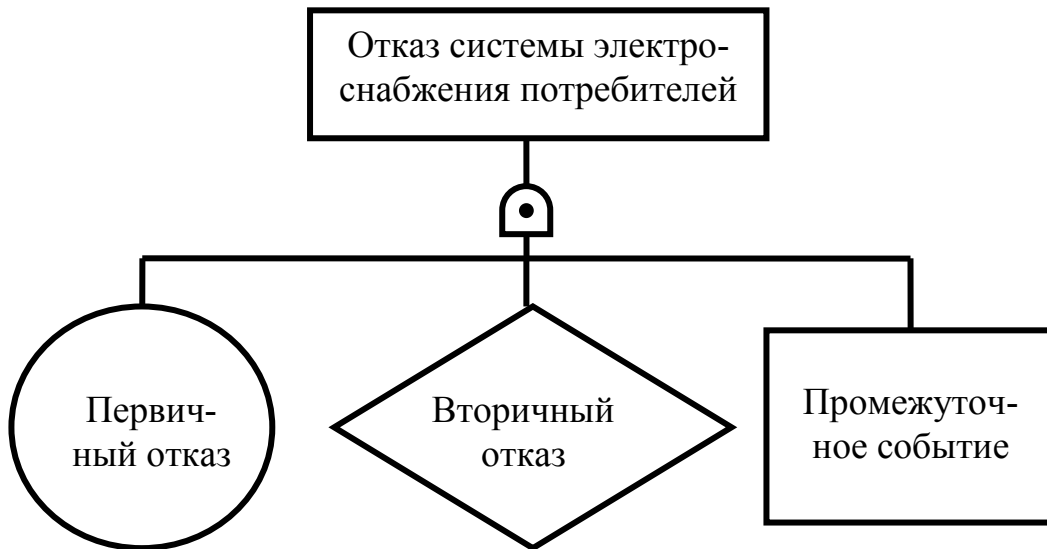 Отказ системы электро-
снабжения потребителей
Первич-
ный отказ
Вторичный
отказ
Промежуточ-
ное событие